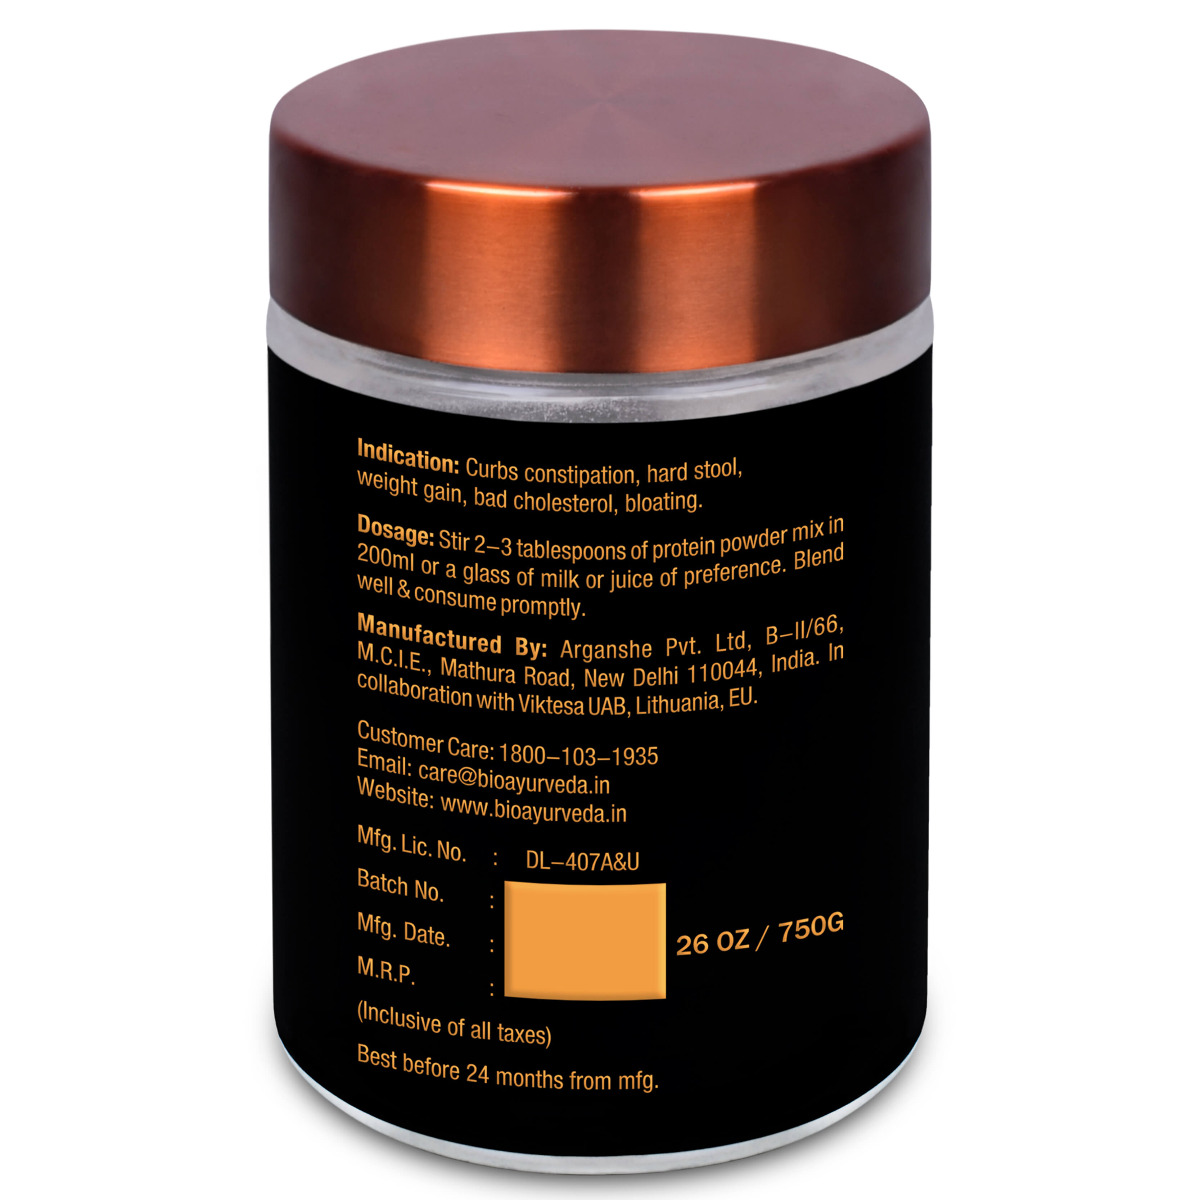 Indication: Curbs constipation, hard stool,
weight gain, bad cholesterol, bloating.
Dosage: Stir 2–3 tablespoons of protein powder mix in
200ml or a glass of milk or juice of preference. Blend
well & consume promptly.
Manufactured By: Arganshe Pvt. Ltd, B–II/66,
M.C.I.E., Mathura Road, New Delhi 110044, India. In
collaboration with Viktesa UAB, Lithuania, EU.
Customer Care: 1800–103–1935
Email: care@bioayurveda.in
Website: www.bioayurveda.in
Mfg. Lic. No. : DL–407A&U
Batch No. :
Mfg. Date. :
26 OZ / 750G
M.R.P. :
(Inclusive of all taxes)
Best before 24 months from mfg.